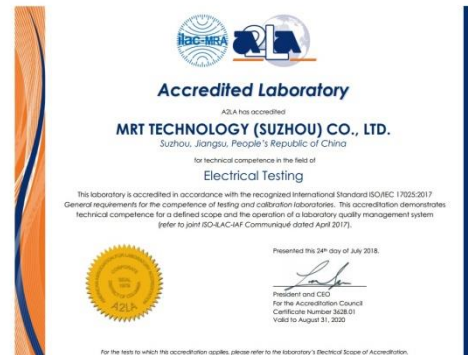 ilac-MRA
A2LA
Accredited Laboratory
A2LA has accredited
MRT TECHNOLOGY (SUZHOU) CO., LTD.
Suzhou, Jiangsu, People's Republic of China
for technical competence in the field of
Electrical Testing
This laboratory is accredited in accordance with the recognized International Standard ISO/IEC 17025:2017
General requirements for the competence of testing and calibration laboratories. This accreditation demonstrates
technical competence for a defined scope and the operation of a laboratory quality management system
(refer to joint ISO-ILAC-IAF Communiqué dated April 2017).
Presented this 24th day of July 2018.
President and CEO
For the Accreditation Council
Certificate Number 3628.01
Valid to August 31, 2020
CORPORATE
SEAL
1978
A2LA
For the tests to which this accreditation applies, please refer to the laboratory's Electrical Scope of Accreditation.